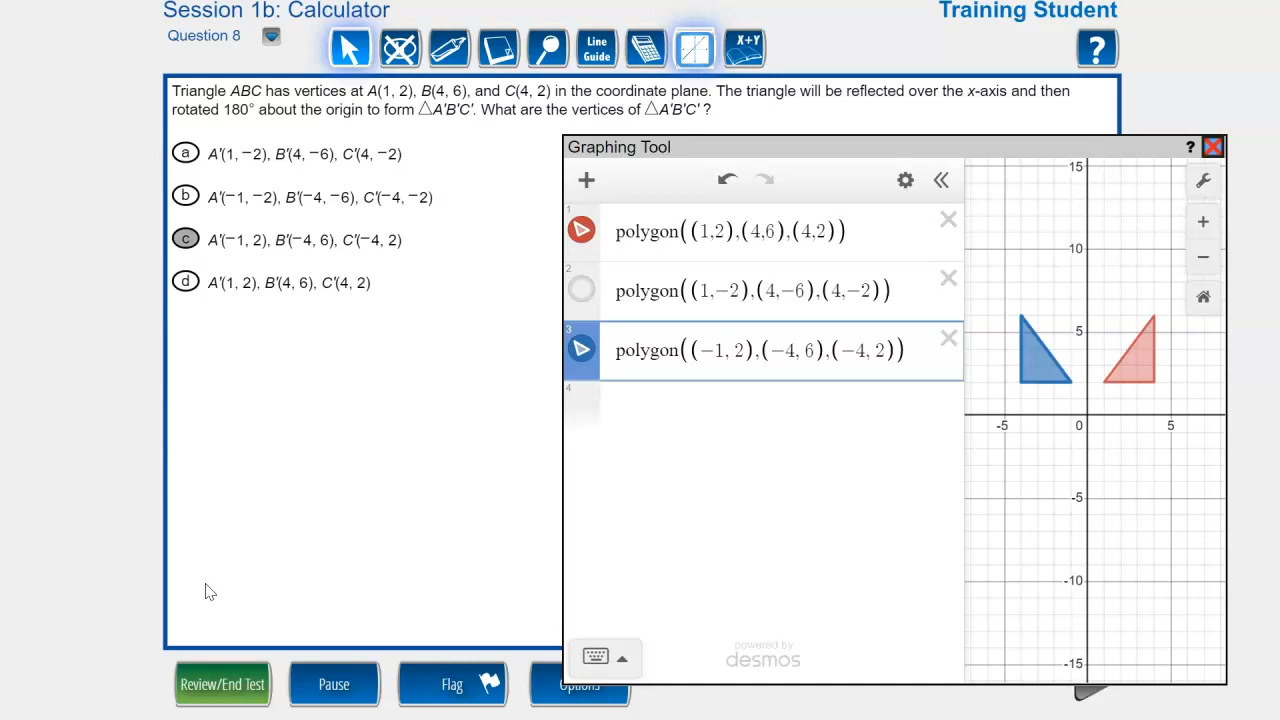 Session 1b: Calculator
Training Student
Question 8
Line
Guide
X+Y
?
Triangle ABC has vertices at A(1, 2), B(4, 6), and C(4, 2) in the coordinate plane. The triangle will be reflected over the x-axis and then
rotated 180° about the origin to form △A′B′C′. What are the vertices of △A′B′C′ ?
a A′(1, −2), B′(4, −6), C′(4, −2)
b A′(−1, −2), B′(−4, −6), C′(−4, −2)
c A′(−1, 2), B′(−4, 6), C′(−4, 2)
d A′(1, 2), B′(4, 6), C′(4, 2)
Graphing Tool
?
1
polygon((1,2),(4,6),(4,2))
2
polygon((1,−2),(4,−6),(4,−2))
3
polygon((−1, 2),(−4, 6),(−4, 2))
4
15
10
5
-5
0
5
-5
-10
-15
powered by
desmos
Review/End Test
Pause
Flag
Options